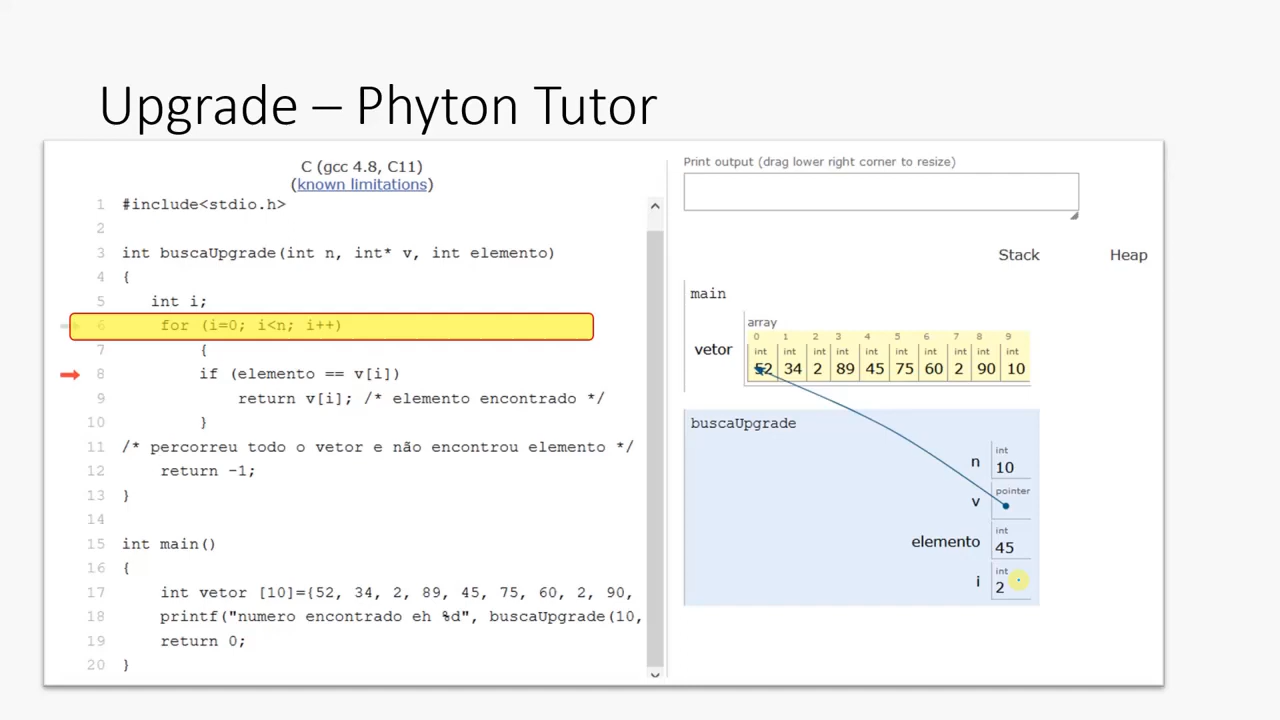 Upgrade – Phyton Tutor
C (gcc 4.8, C11)
(known limitations)
1 #include<stdio.h>
2
3 int buscaUpgrade(int n, int* v, int elemento)
4 {
5 int i;
6 for (i=0; i<n; i++)
7 {
8 if (elemento == v[i])
9 return v[i]; /* elemento encontrado */
10 }
11 /* percorreu todo o vetor e não encontrou elemento */
12 return -1;
13 }
14
15 int main()
16 {
17 int vetor [10]={52, 34, 2, 89, 45, 75, 60, 2, 90,
18 printf("numero encontrado eh %d", buscaUpgrade(10,
19 return 0;
20 }
Print output (drag lower right corner to resize)
Stack Heap
main
array
0 1 2 3 4 5 6 7 8 9
int int int int int int int int int int
vetor 52 34 2 89 45 75 60 2 90 10
buscaUpgrade
int
n 10
pointer
v
int
elemento 45
int
i 2